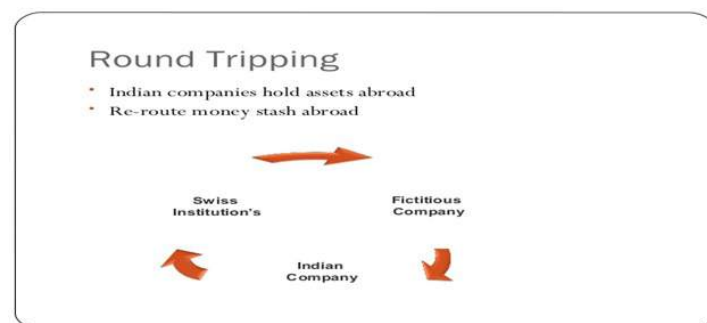 Round Tripping
• Indian companies hold assets abroad
• Re-route money stash abroad
Swiss
Institution's
Fictitious
Company
Indian
Company